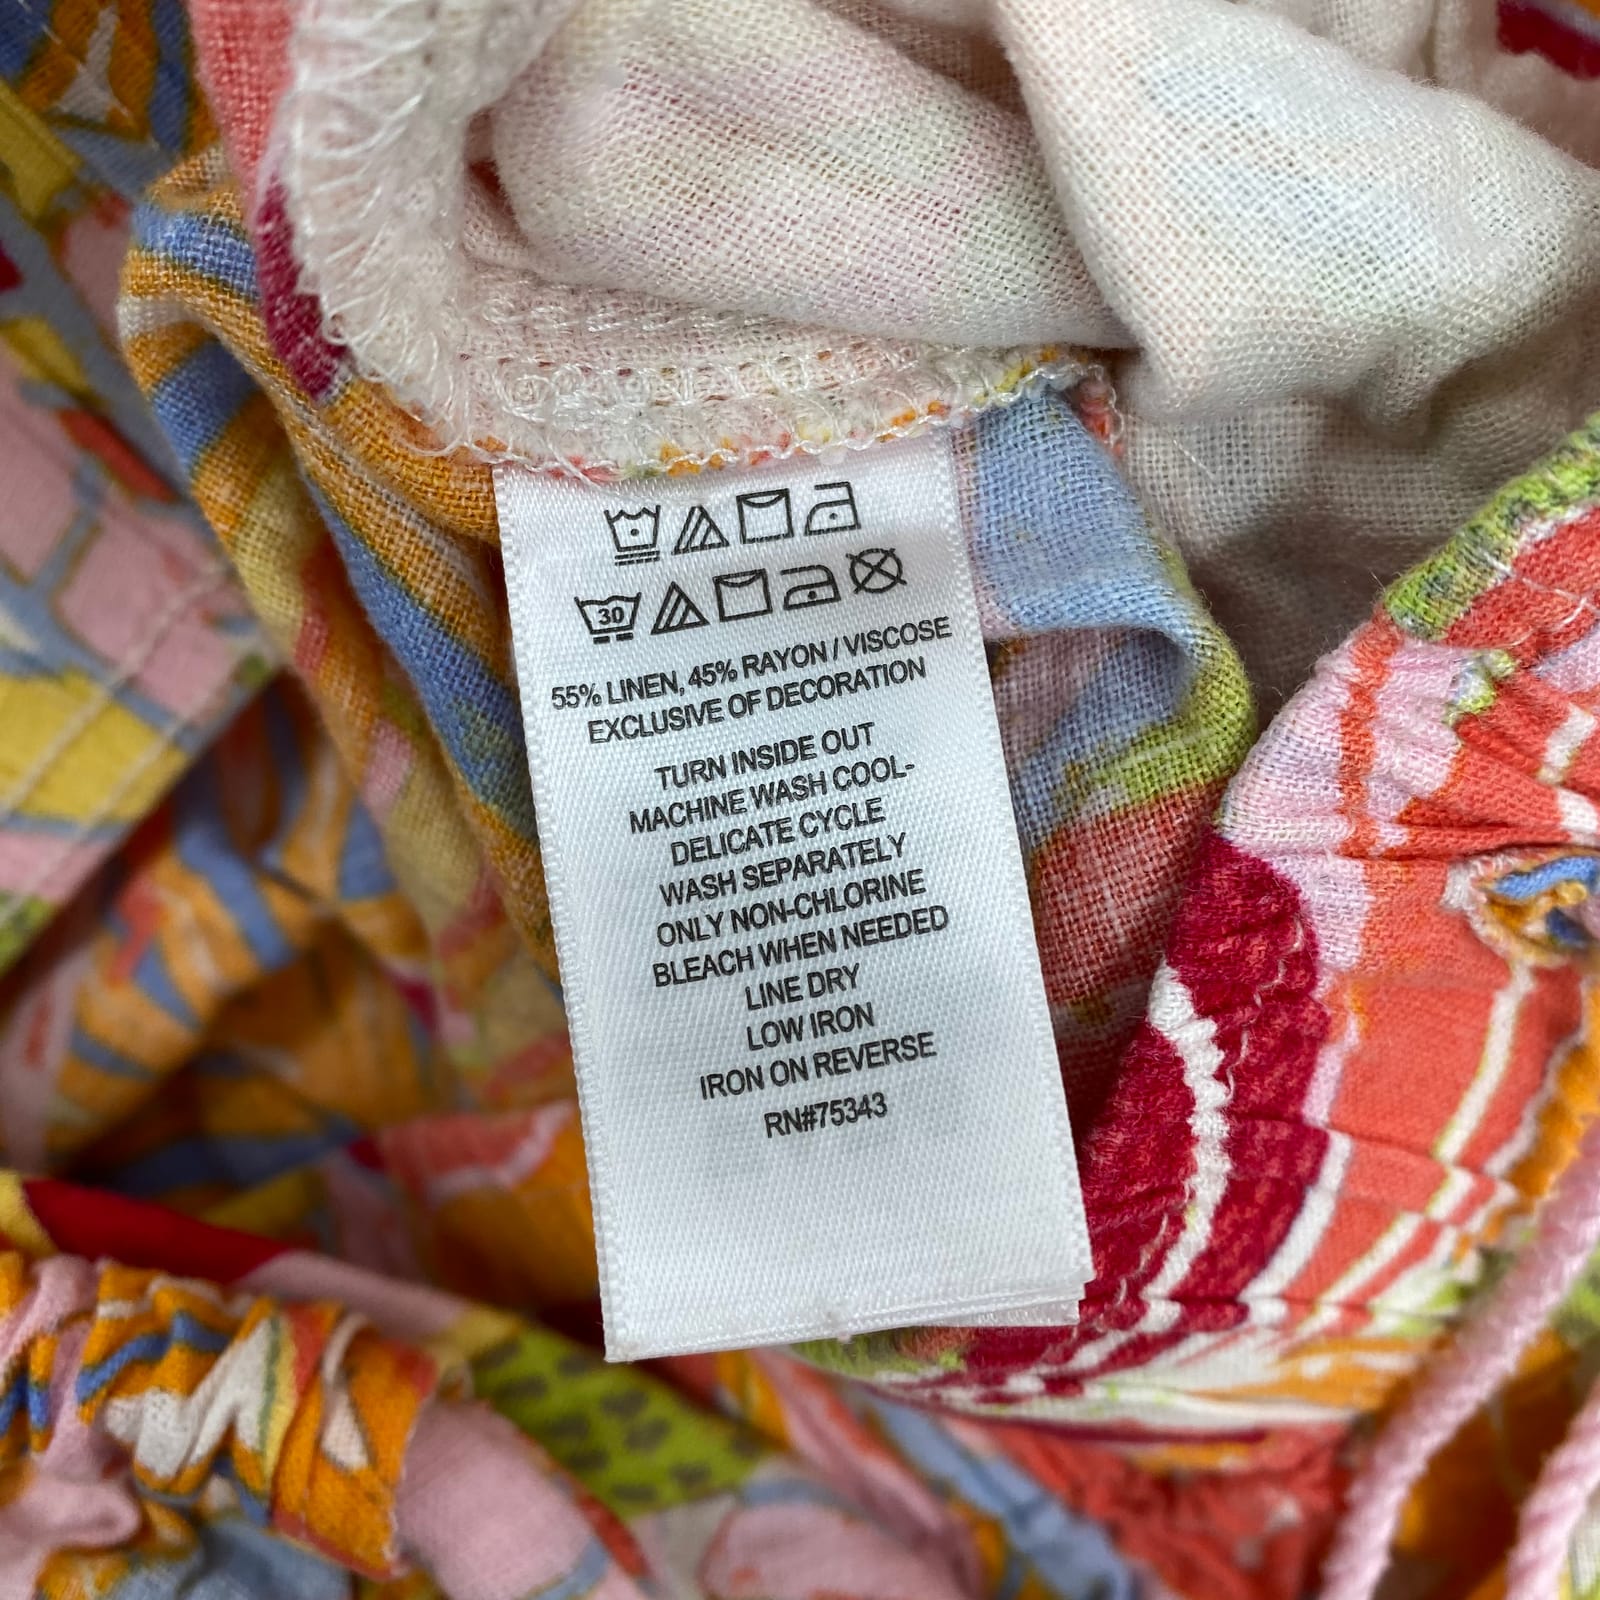 30
55% LINEN, 45% RAYON / VISCOSE
EXCLUSIVE OF DECORATION
TURN INSIDE OUT
MACHINE WASH COOL-
DELICATE CYCLE
WASH SEPARATELY
ONLY NON-CHLORINE
BLEACH WHEN NEEDED
LINE DRY
LOW IRON
IRON ON REVERSE
RN#75343